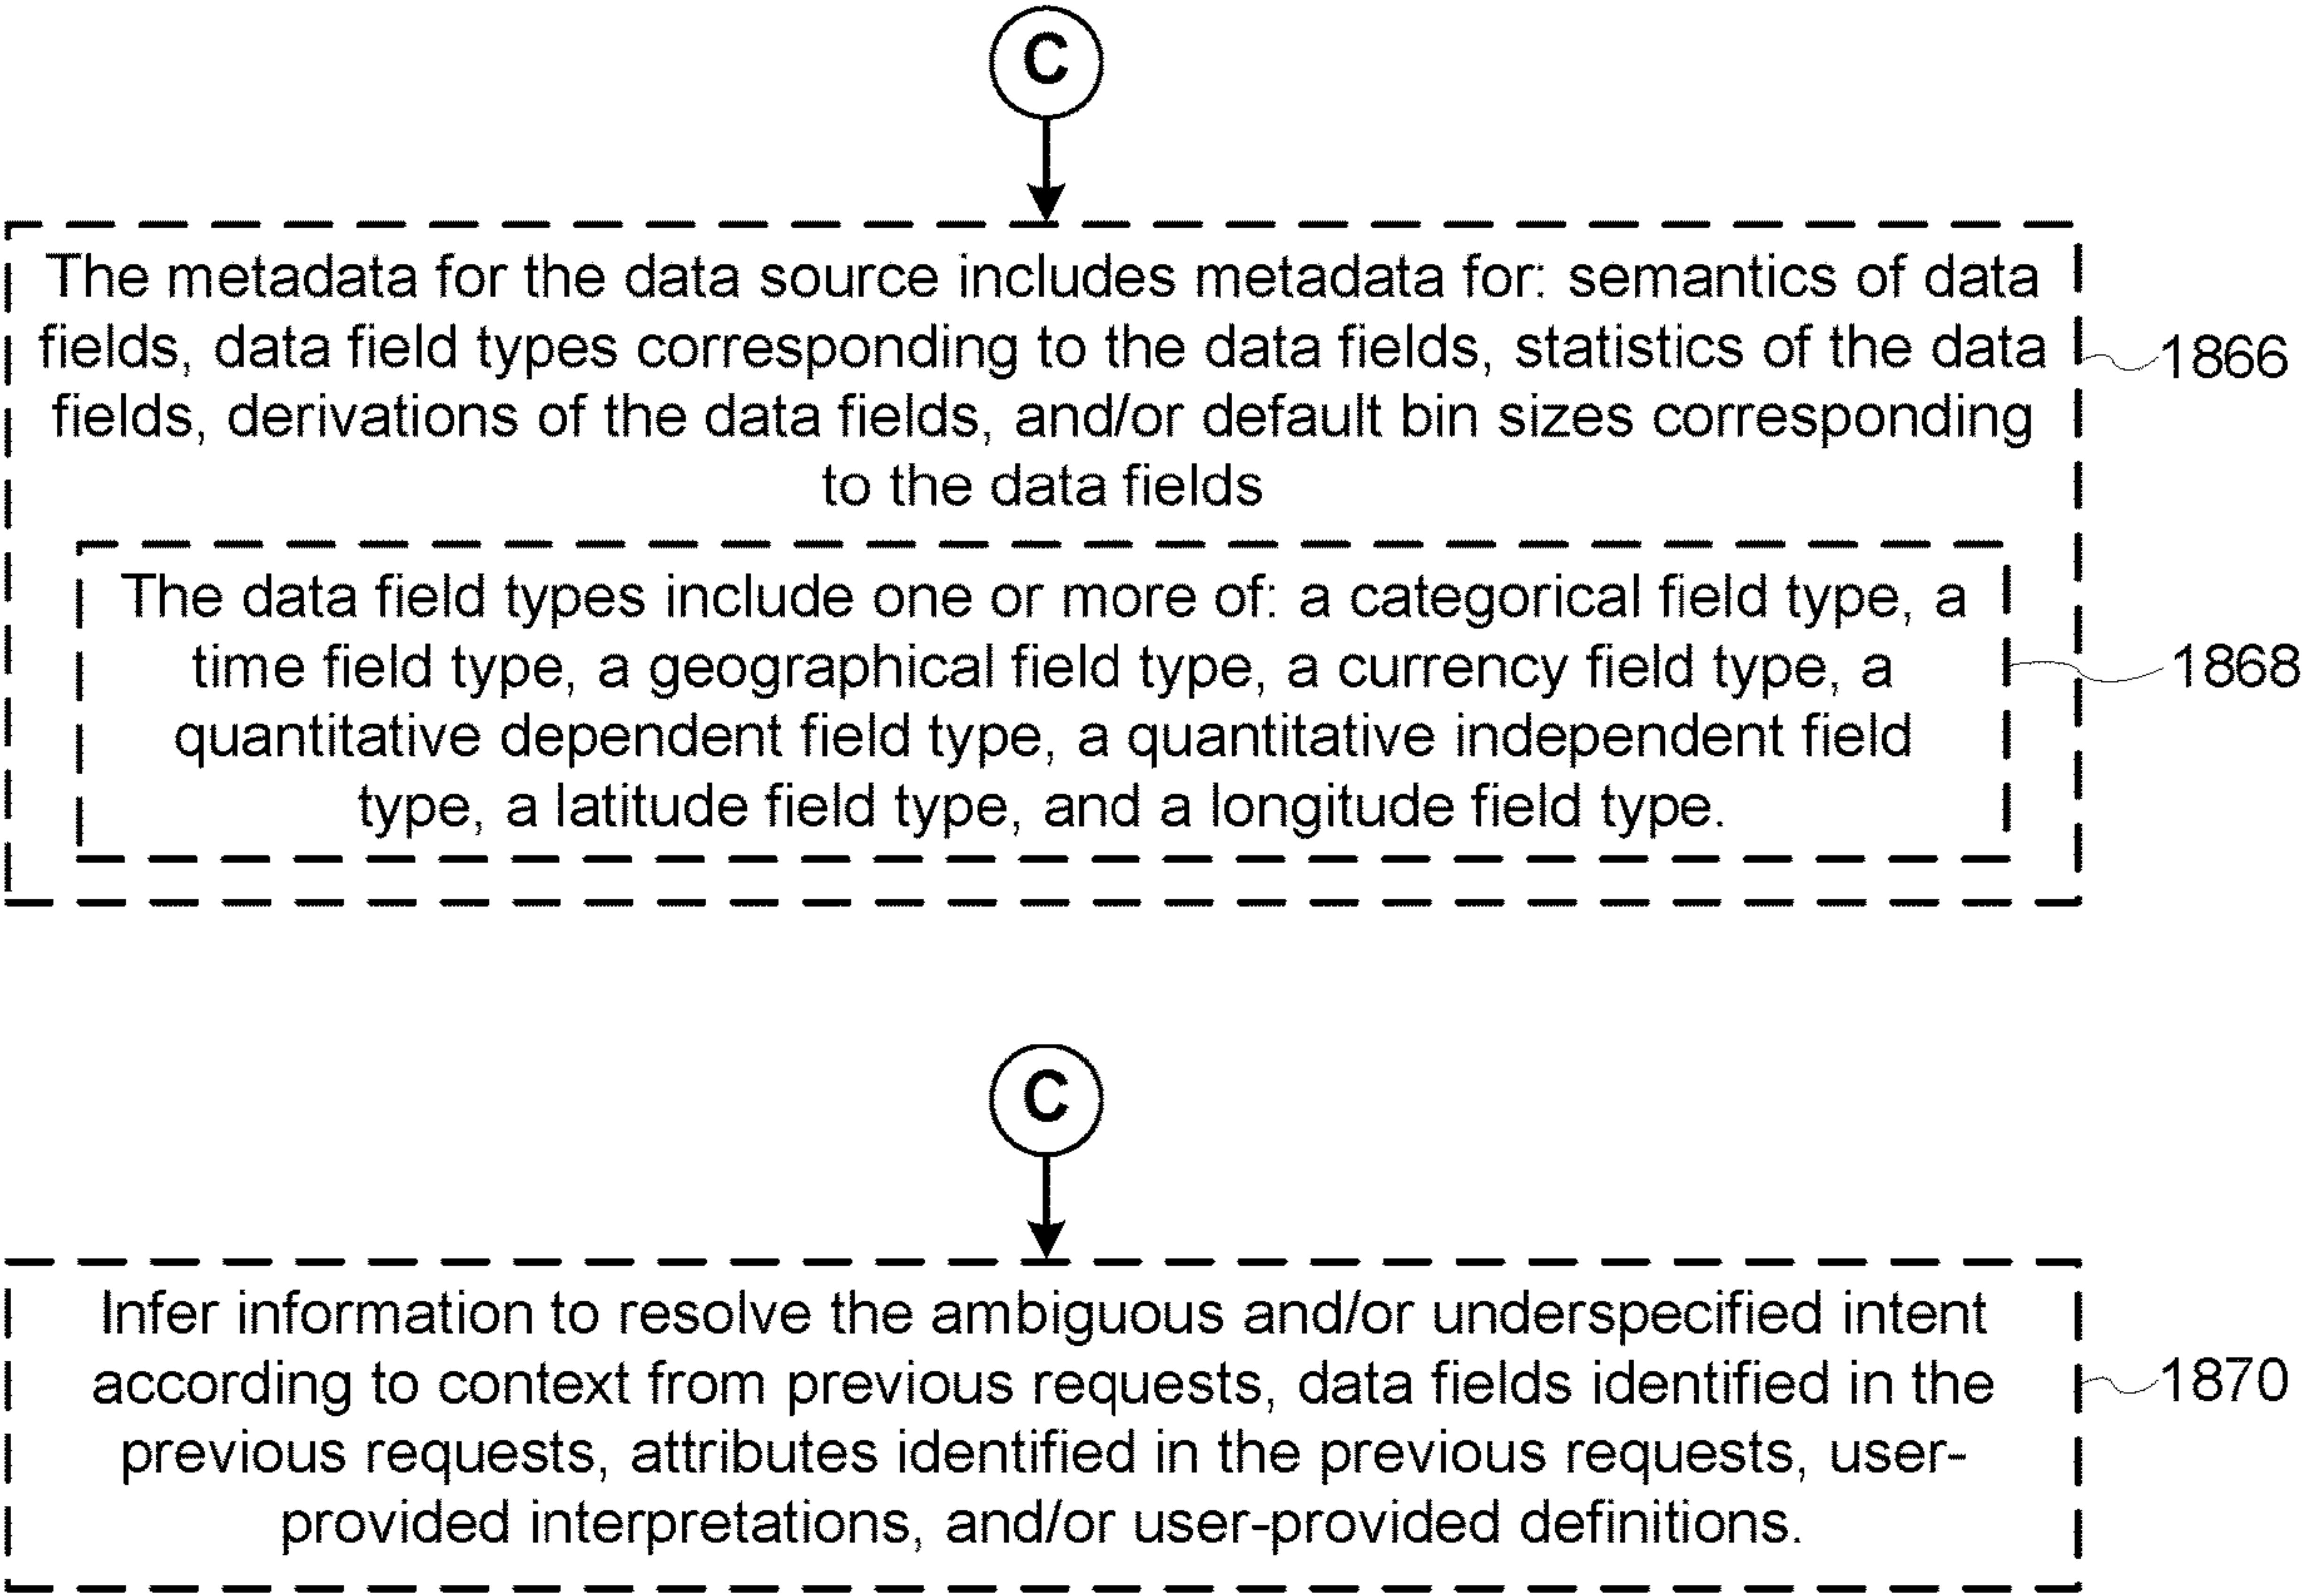 C
The metadata for the data source includes metadata for: semantics of data
fields, data field types corresponding to the data fields, statistics of the data
fields, derivations of the data fields, and/or default bin sizes corresponding
to the data fields
1866
The data field types include one or more of: a categorical field type, a
time field type, a geographical field type, a currency field type, a
quantitative dependent field type, a quantitative independent field
type, a latitude field type, and a longitude field type.
1868
C
Infer information to resolve the ambiguous and/or underspecified intent
according to context from previous requests, data fields identified in the
previous requests, attributes identified in the previous requests, user-
provided interpretations, and/or user-provided definitions.
1870